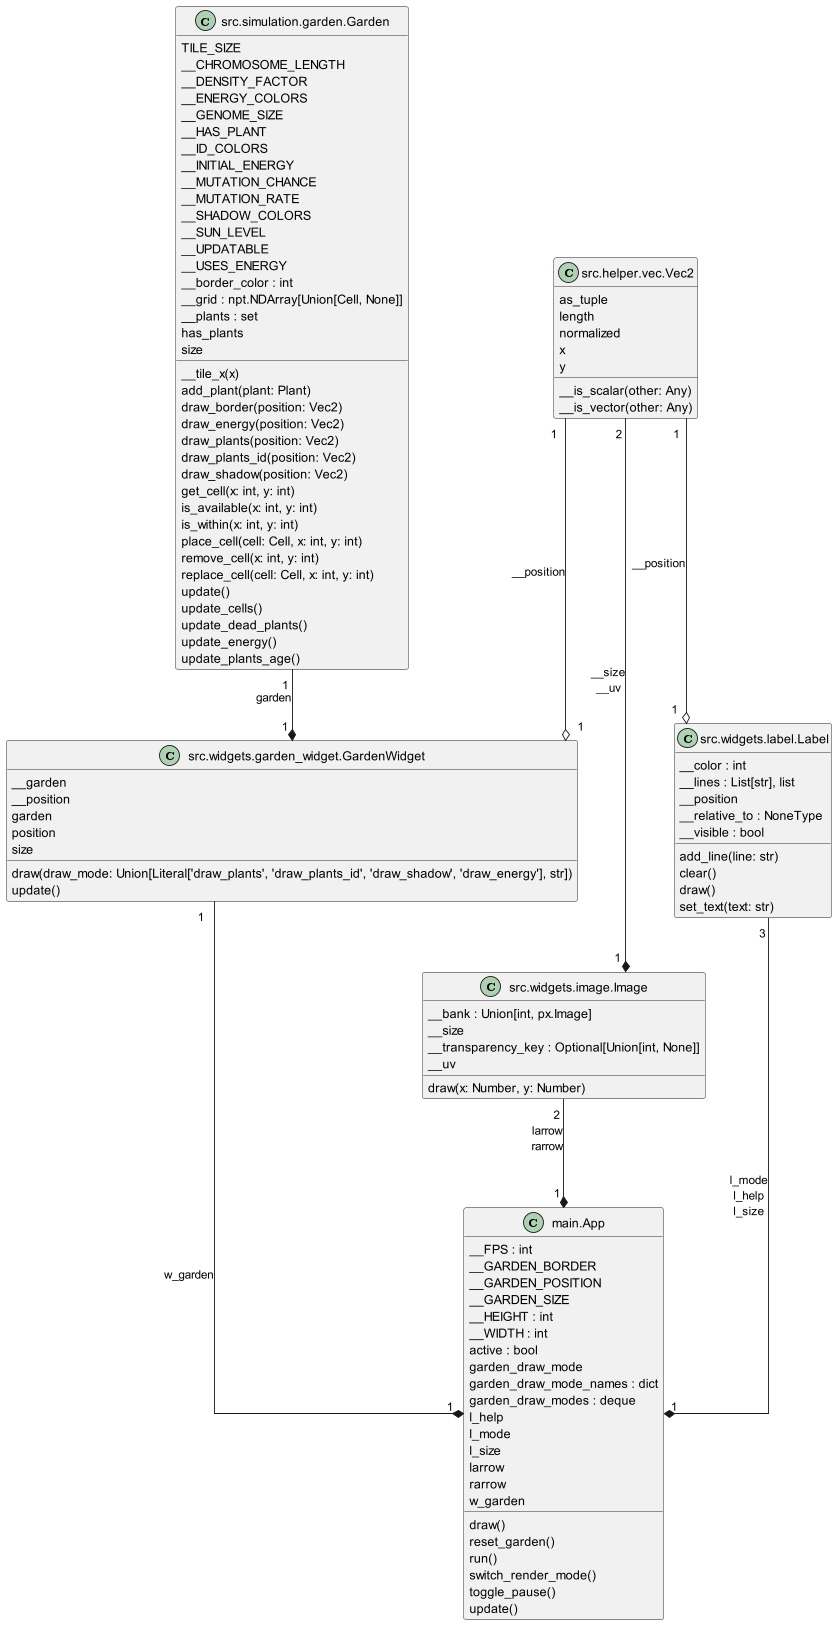 C src.simulation.garden.Garden
TILE_SIZE
__CHROMOSOME_LENGTH
__DENSITY_FACTOR
__ENERGY_COLORS
__GENOME_SIZE
__HAS_PLANT
__ID_COLORS
__INITIAL_ENERGY
__MUTATION_CHANCE
__MUTATION_RATE
__SHADOW_COLORS
__SUN_LEVEL
__UPDATABLE
__USES_ENERGY
__border_color : int
__grid : npt.NDArray[Union[Cell, None]]
__plants : set
has_plants
size
__tile_x(x)
add_plant(plant: Plant)
draw_border(position: Vec2)
draw_energy(position: Vec2)
draw_plants(position: Vec2)
draw_plants_id(position: Vec2)
draw_shadow(position: Vec2)
get_cell(x: int, y: int)
is_available(x: int, y: int)
is_within(x: int, y: int)
place_cell(cell: Cell, x: int, y: int)
remove_cell(x: int, y: int)
replace_cell(cell: Cell, x: int, y: int)
update()
update_cells()
update_dead_plants()
update_energy()
update_plants_age()
C src.helper.vec.Vec2
as_tuple
length
normalized
x
y
__is_scalar(other: Any)
__is_vector(other: Any)
1
2
1
__position
__position
__size
__uv
1
garden
1
1
1
C src.widgets.garden_widget.GardenWidget
__garden
__position
garden
position
size
draw(draw_mode: Union[Literal['draw_plants', 'draw_plants_id', 'draw_shadow', 'draw_energy'], str])
update()
C src.widgets.label.Label
__color : int
__lines : List[str], list
__position
__relative_to : NoneType
__visible : bool
add_line(line: str)
clear()
draw()
set_text(text: str)
1
3
1
C src.widgets.image.Image
__bank : Union[int, px.Image]
__size
__transparency_key : Optional[Union[int, None]]
__uv
draw(x: Number, y: Number)
2
larrow
rarrow
1
l_mode
l_help
l_size
w_garden
1
1
C main.App
__FPS : int
__GARDEN_BORDER
__GARDEN_POSITION
__GARDEN_SIZE
__HEIGHT : int
__WIDTH : int
active : bool
garden_draw_mode
garden_draw_mode_names : dict
garden_draw_modes : deque
l_help
l_mode
l_size
larrow
rarrow
w_garden
draw()
reset_garden()
run()
switch_render_mode()
toggle_pause()
update()